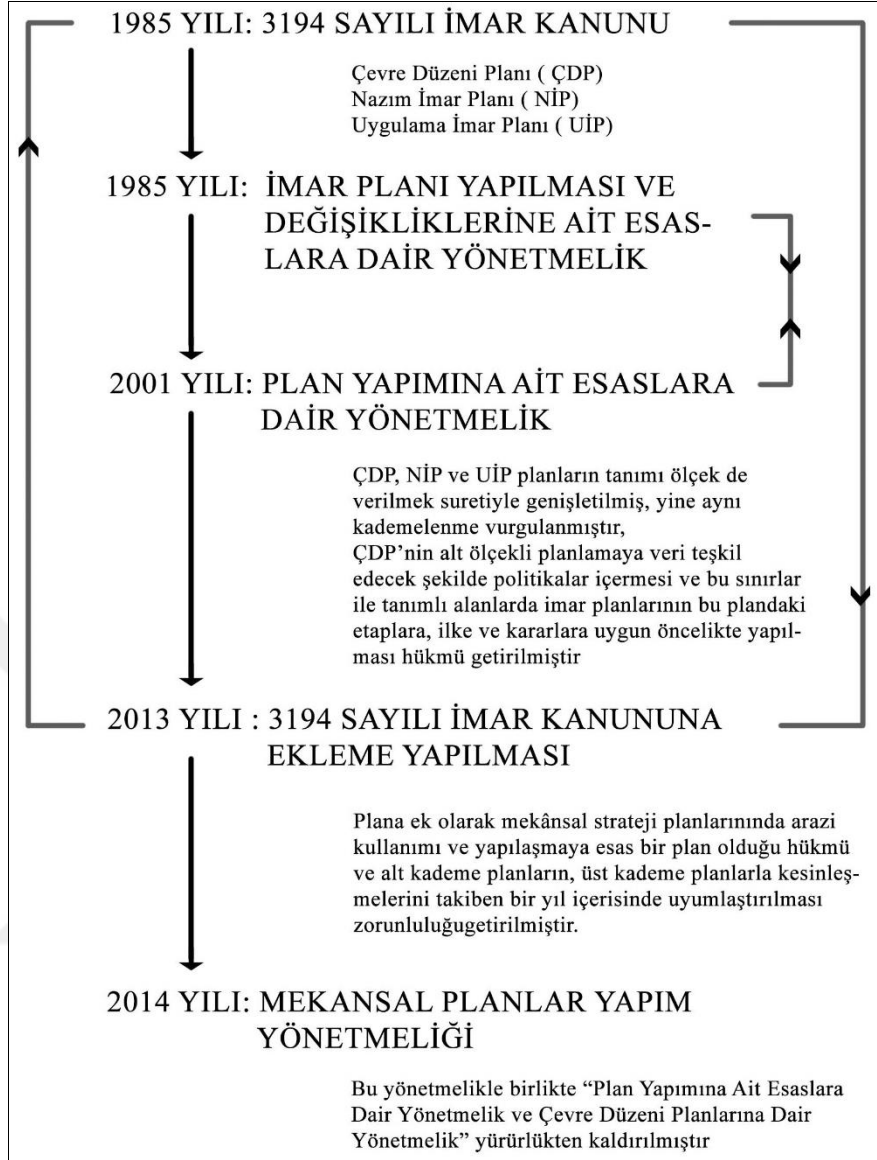 1985 YILI: 3194 SAYILI İMAR KANUNU
Çevre Düzeni Planı ( ÇDP)
Nazım İmar Planı ( NİP)
Uygulama İmar Planı ( UİP)
1985 YILI: İMAR PLANI YAPILMASI VE
DEĞİŞİKLİKLERİNE AİT ESAS-
LARA DAİR YÖNETMELİK
2001 YILI: PLAN YAPIMINA AİT ESASLARA
DAİR YÖNETMELİK
ÇDP, NİP ve UİP planların tanımı ölçek de
verilmek suretiyle genişletilmiş, yine aynı
kademelenme vurgulanmıştır,
ÇDP’nin alt ölçekli planlamaya veri teşkil
edecek şekilde politikalar içermesi ve bu sınırlar
ile tanımlı alanlarda imar planlarının bu plandaki
etaplara, ilke ve kararlara uygun öncelikte yapıl-
ması hükmü getirilmiştir
2013 YILI : 3194 SAYILI İMAR KANUNUNA
EKLEME YAPILMASI
Plana ek olarak mekânsal strateji planlarınında arazi
kullanımı ve yapılaşmaya esas bir plan olduğu hükmü
ve alt kademe planların, üst kademe planlarla kesinleş-
melerini takiben bir yıl içerisinde uyumlaştırılması
zorunluluğugetirilmiştir.
2014 YILI: MEKANSAL PLANLAR YAPIM
YÖNETMELİĞİ
Bu yönetmelikle birlikte “Plan Yapımına Ait Esaslara
Dair Yönetmelik ve Çevre Düzeni Planlarına Dair
Yönetmelik” yürürlükten kaldırılmıştır